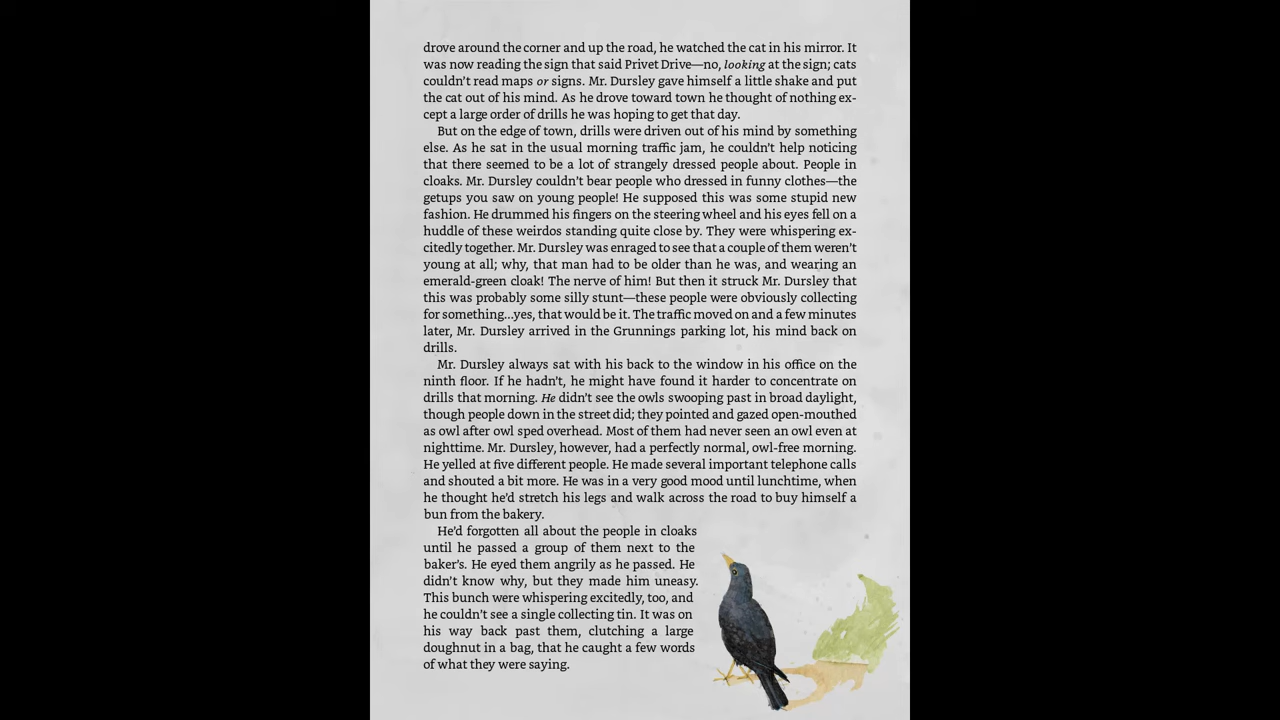 drove around the corner and up the road, he watched the cat in his mirror. It
was now reading the sign that said Privet Drive—no, looking at the sign; cats
couldn't read maps or signs. Mr. Dursley gave himself a little shake and put
the cat out of his mind. As he drove toward town he thought of nothing ex-
cept a large order of drills he was hoping to get that day.
But on the edge of town, drills were driven out of his mind by something
else. As he sat in the usual morning traffic jam, he couldn't help noticing
that there seemed to be a lot of strangely dressed people about. People in
cloaks. Mr. Dursley couldn't bear people who dressed in funny clothes—the
getups you saw on young people! He supposed this was some stupid new
fashion. He drummed his fingers on the steering wheel and his eyes fell on a
huddle of these weirdos standing quite close by. They were whispering ex-
citedly together. Mr. Dursley was enraged to see that a couple of them weren't
young at all; why, that man had to be older than he was, and wearing an
emerald-green cloak! The nerve of him! But then it struck Mr. Dursley that
this was probably some silly stunt—these people were obviously collecting
for something...yes, that would be it. The traffic moved on and a few minutes
later, Mr. Dursley arrived in the Grunnings parking lot, his mind back on
drills.
Mr. Dursley always sat with his back to the window in his office on the
ninth floor. If he hadn't, he might have found it harder to concentrate on
drills that morning. He didn't see the owls swooping past in broad daylight,
though people down in the street did; they pointed and gazed open-mouthed
as owl after owl sped overhead. Most of them had never seen an owl even at
nighttime. Mr. Dursley, however, had a perfectly normal, owl-free morning.
He yelled at five different people. He made several important telephone calls
and shouted a bit more. He was in a very good mood until lunchtime, when
he thought he'd stretch his legs and walk across the road to buy himself a
bun from the bakery.
He'd forgotten all about the people in cloaks
until he passed a group of them next to the
baker's. He eyed them angrily as he passed. He
didn't know why, but they made him uneasy.
This bunch were whispering excitedly, too, and
he couldn't see a single collecting tin. It was on
his way back past them, clutching a large
doughnut in a bag, that he caught a few words
of what they were saying.